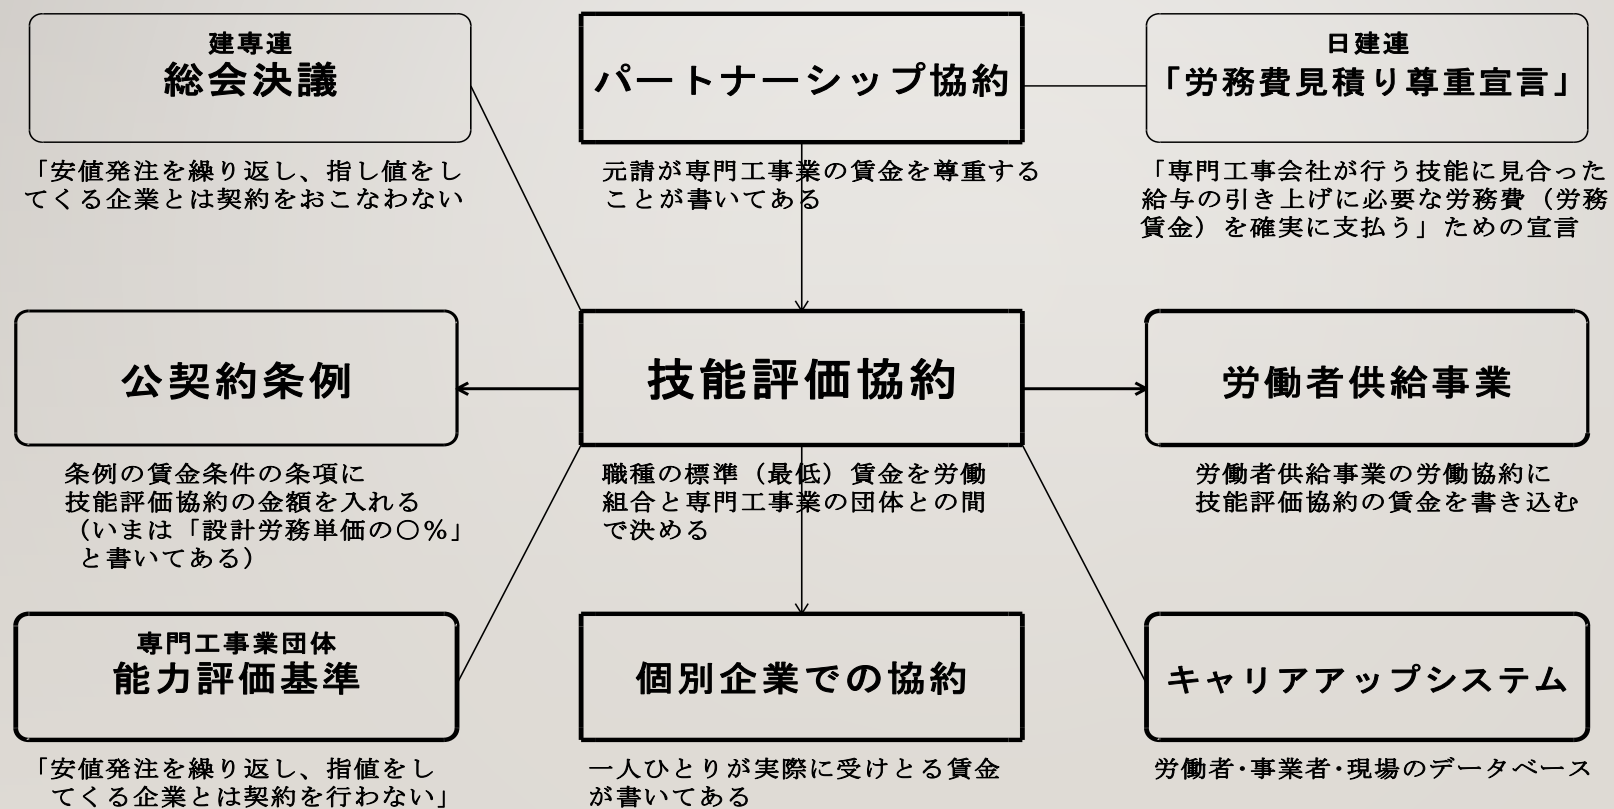 建専連
総会決議
「安値発注を繰り返し、指し値をし
てくる企業とは契約をおこなわない
パートナーシップ協約
元請が専門工事業の賃金を尊重する
ことが書いてある
日建連
「労務費見積り尊重宣言」
「専門工事会社が行う技能に見合った
給与の引き上げに必要な労務費（労務
賃金）を確実に支払う」ための宣言
公契約条例
条例の賃金条件の条項に
技能評価協約の金額を入れる
（いまは「設計労務単価の〇％」
と書いてある）
技能評価協約
職種の標準（最低）賃金を労働
組合と専門工事業の団体との間
で決める
労働者供給事業
労働者供給事業の労働協約に
技能評価協約の賃金を書き込む
専門工事業団体
能力評価基準
「安値発注を繰り返し、指値をし
てくる企業とは契約を行わない」
個別企業での協約
一人ひとりが実際に受けとる賃金
が書いてある
キャリアアップシステム
労働者・事業者・現場のデータベース